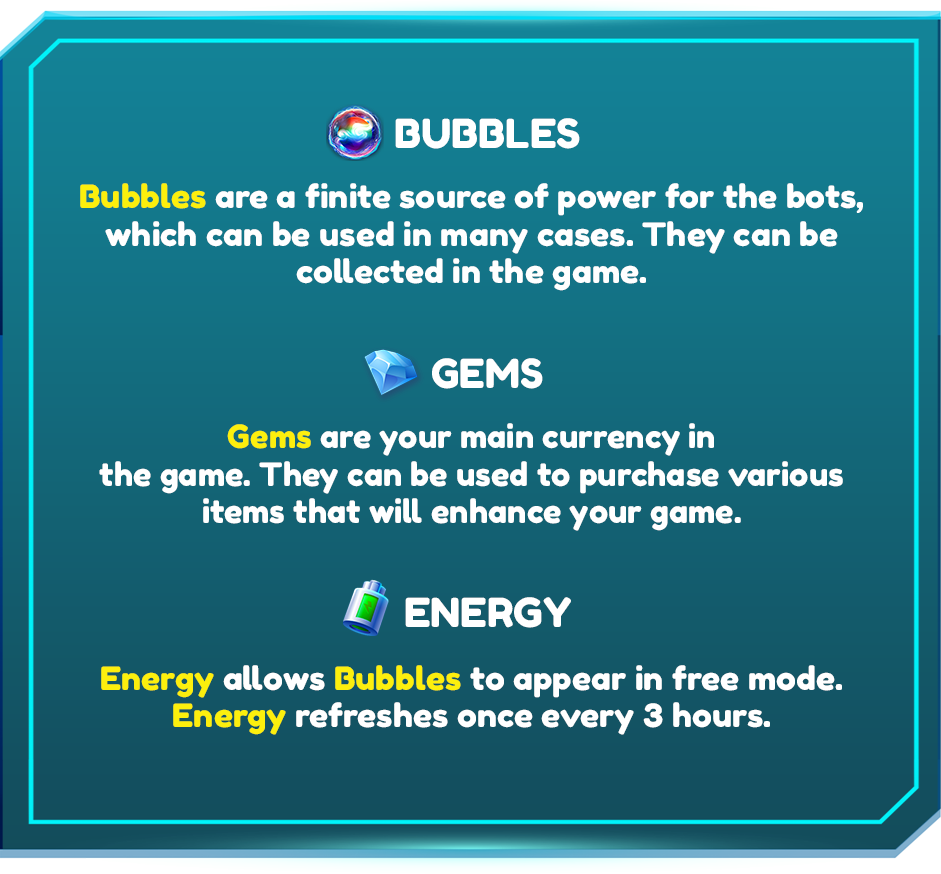 BUBBLES
Bubbles are a finite source of power for the bots,
which can be used in many cases. They can be
collected in the game.
GEMS
Gems are your main currency in
the game. They can be used to purchase various
items that will enhance your game.
ENERGY
Energy allows Bubbles to appear in free mode.
Energy refreshes once every 3 hours.